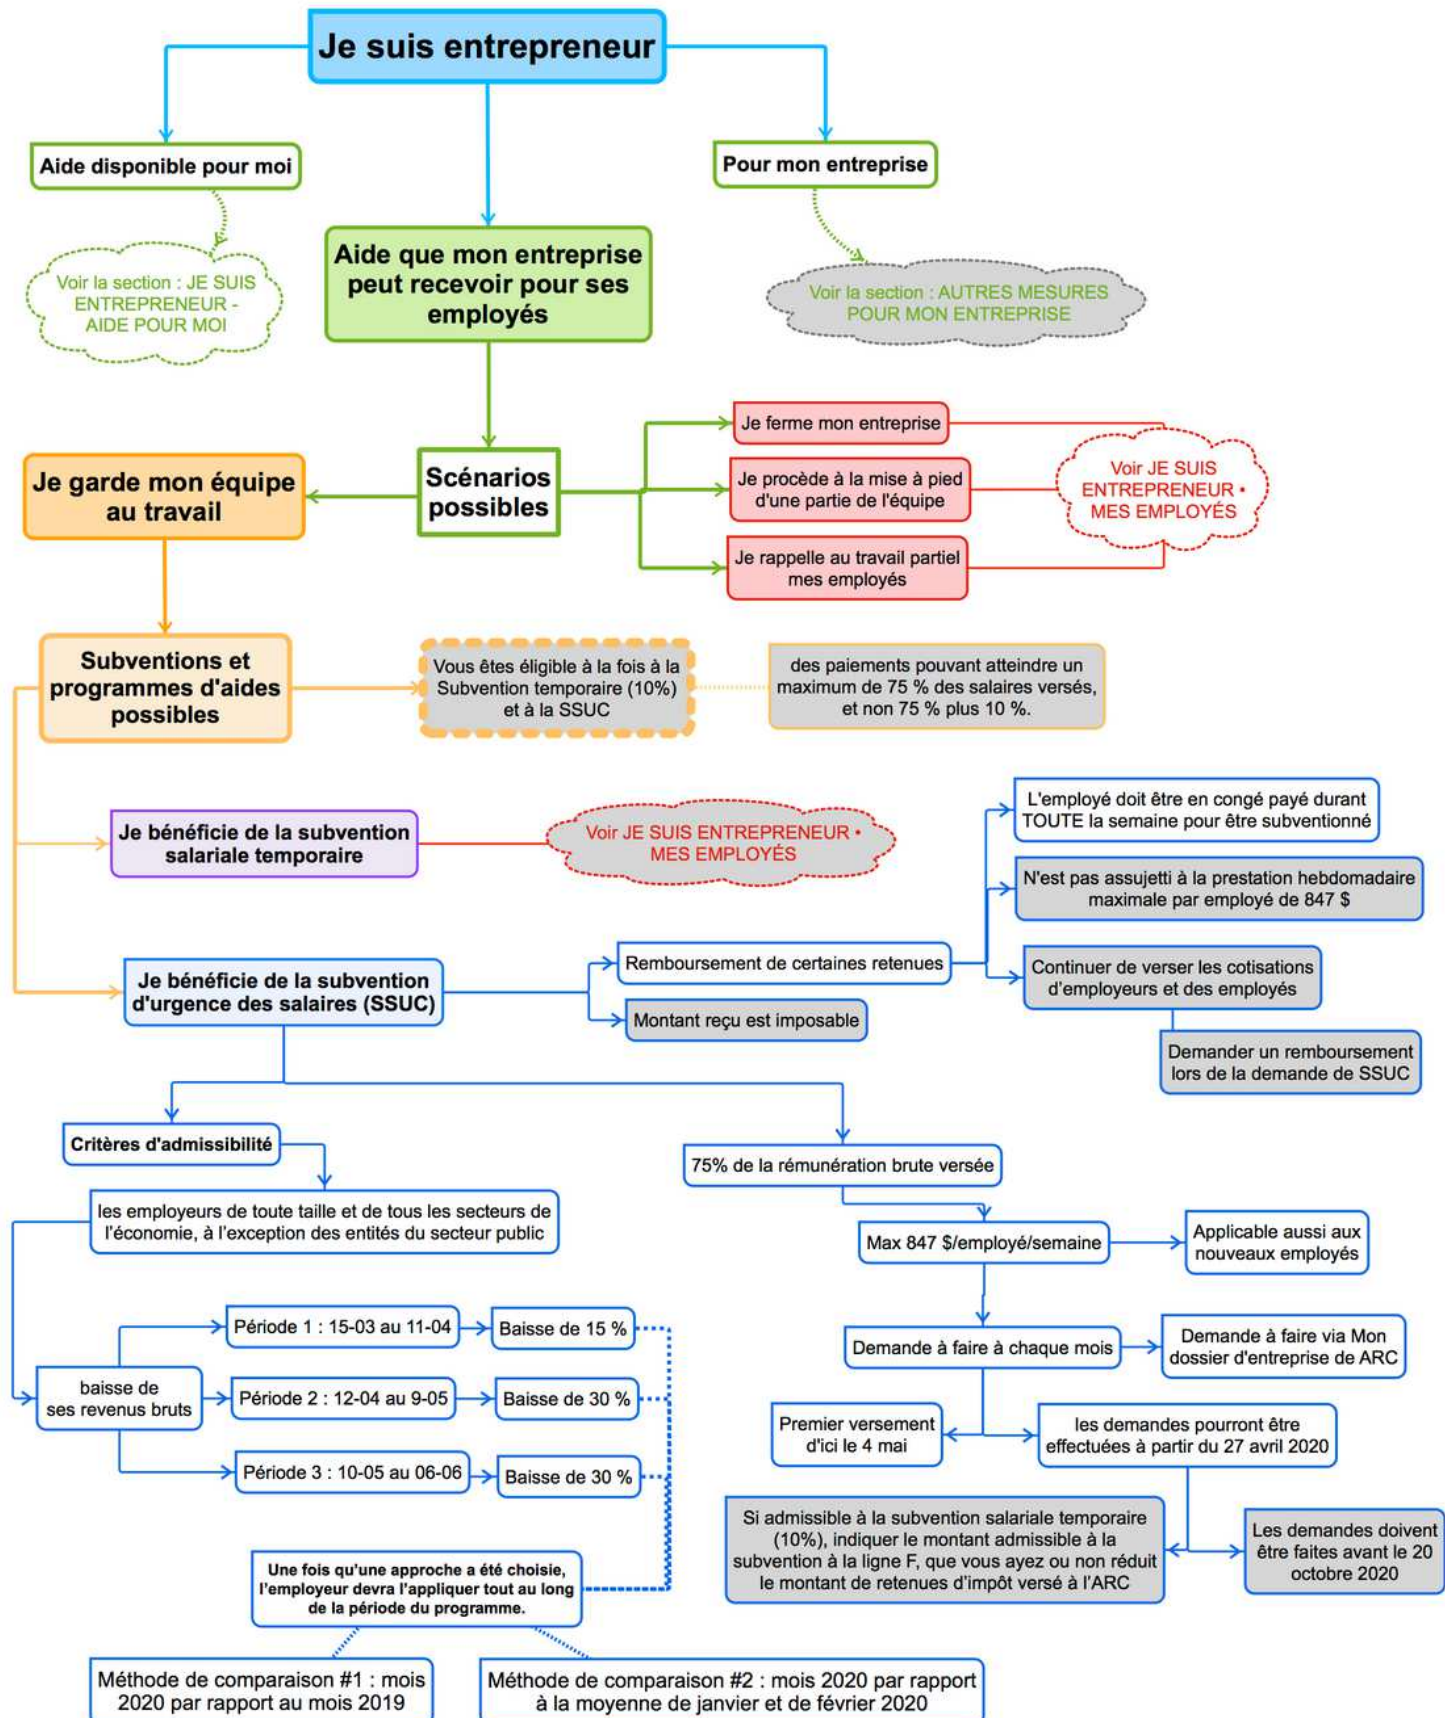 Je suis entrepreneur
Aide disponible pour moi
Pour mon entreprise
Voir la section : JE SUIS
ENTREPRENEUR -
AIDE POUR MOI
Aide que mon entreprise
peut recevoir pour ses
employés
Voir la section : AUTRES MESURES
POUR MON ENTREPRISE
Je garde mon équipe
au travail
Scénarios
possibles
Je ferme mon entreprise
Je procède à la mise à pied
d'une partie de l'équipe
Je rappelle au travail partiel
mes employés
Voir JE SUIS
ENTREPRENEUR •
MES EMPLOYÉS
Subventions et
programmes d'aides
possibles
Vous êtes éligible à la fois à la
Subvention temporaire (10%)
et à la SSUC
des paiements pouvant atteindre un
maximum de 75 % des salaires versés,
et non 75 % plus 10 %.
Je bénéficie de la subvention
salariale temporaire
Voir JE SUIS ENTREPRENEUR •
MES EMPLOYÉS
L'employé doit être en congé payé durant
TOUTE la semaine pour être subventionné
N'est pas assujetti à la prestation hebdomadaire
maximale par employé de 847 $
Je bénéficie de la subvention
d'urgence des salaires (SSUC)
Remboursement de certaines retenues
Montant reçu est imposable
Continuer de verser les cotisations
d’employeurs et des employés
Demander un remboursement
lors de la demande de SSUC
Critères d'admissibilité
les employeurs de toute taille et de tous les secteurs de
l’économie, à l’exception des entités du secteur public
baisse de
ses revenus bruts
Période 1 : 15-03 au 11-04
Baisse de 15 %
Période 2 : 12-04 au 9-05
Baisse de 30 %
Période 3 : 10-05 au 06-06
Baisse de 30 %
Une fois qu'une approche a été choisie,
l’employeur devra l’appliquer tout au long
de la période du programme.
Méthode de comparaison #1 : mois
2020 par rapport au mois 2019
Méthode de comparaison #2 : mois 2020 par rapport
à la moyenne de janvier et de février 2020
75% de la rémunération brute versée
Max 847 $/employé/semaine
Applicable aussi aux
nouveaux employés
Demande à faire à chaque mois
Demande à faire via Mon
dossier d'entreprise de ARC
Premier versement
d'ici le 4 mai
les demandes pourront être
effectuées à partir du 27 avril 2020
Si admissible à la subvention salariale temporaire
(10%), indiquer le montant admissible à la
subvention à la ligne F, que vous ayez ou non réduit
le montant de retenues d’impôt versé à l’ARC
Les demandes doivent
être faites avant le 20
octobre 2020